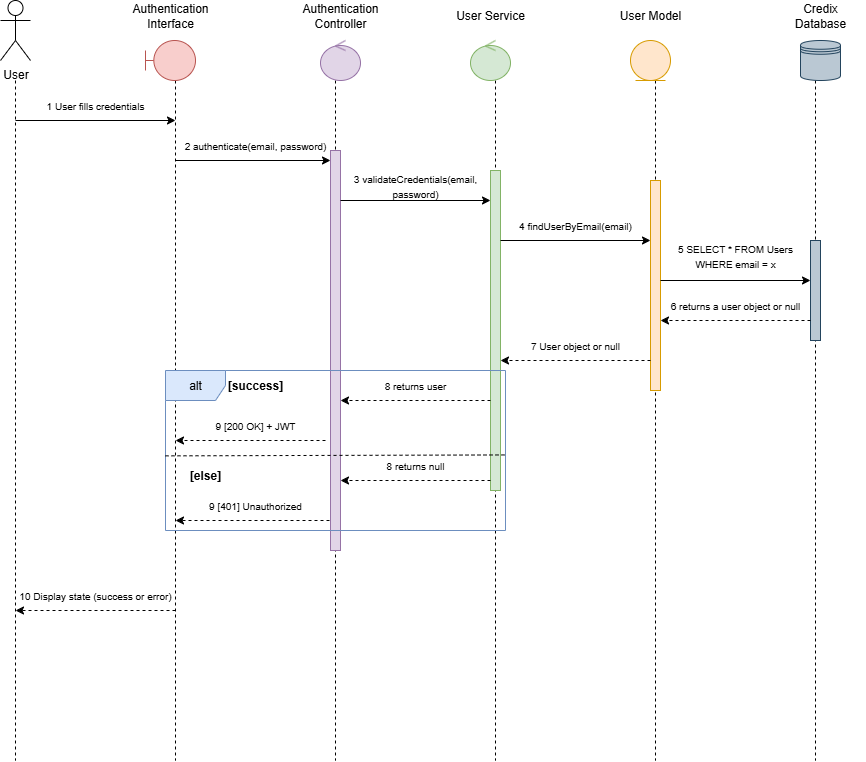 Authentication
Interface
Authentication
Controller
User Service
User Model
Credix
Database
User
1 User fills credentials
2 authenticate(email, password)
3 validateCredentials(email,
password)
4 findUserByEmail(email)
5 SELECT * FROM Users
WHERE email = x
6 returns a user object or null
7 User object or null
alt
[success]
8 returns user
9 [200 OK] + JWT
[else]
8 returns null
9 [401] Unauthorized
10 Display state (success or error)